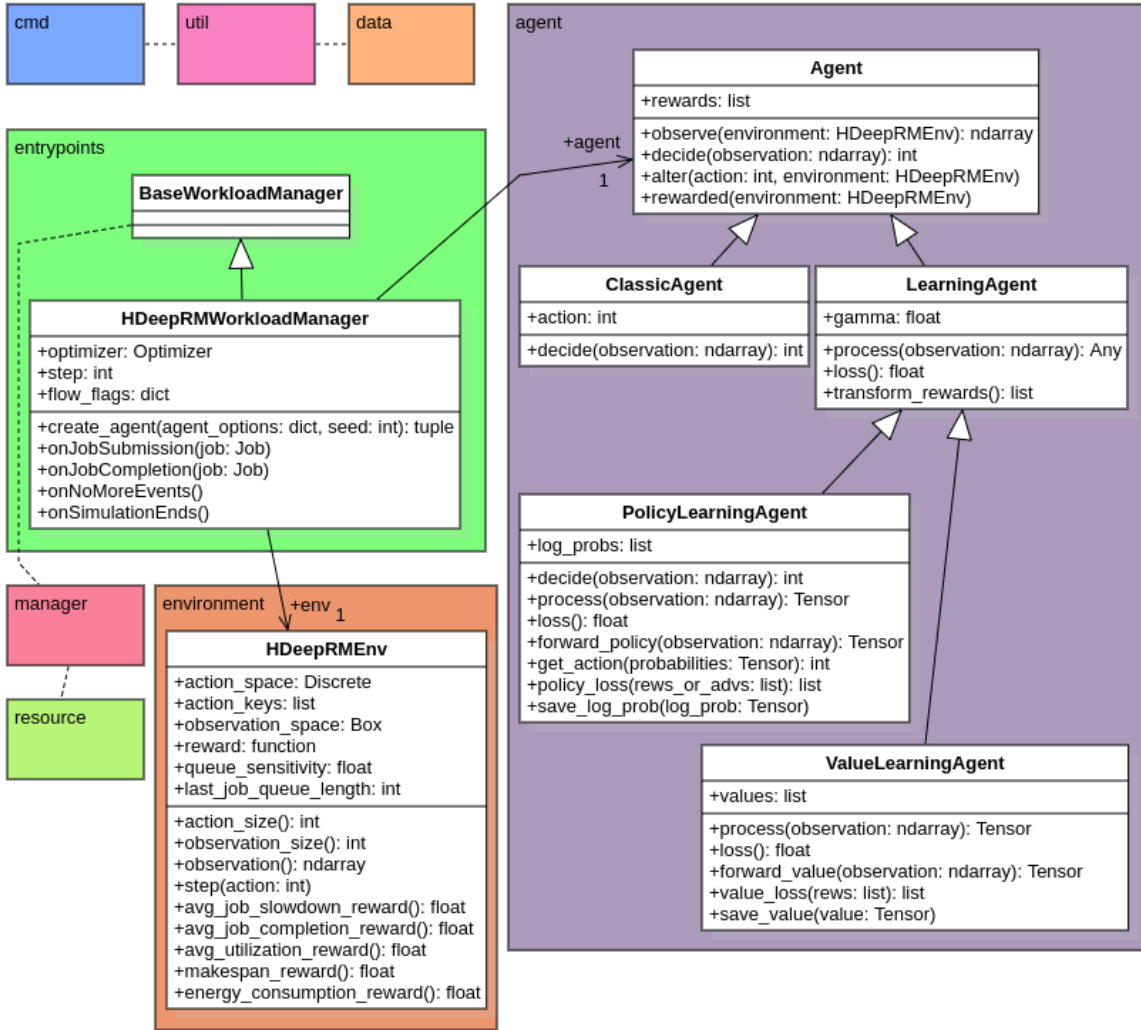 cmd
util
data
entrypoints
BaseWorkloadManager
HDeepRMWorkloadManager
+optimizer: Optimizer
+step: int
+flow_flags: dict
+create_agent(agent_options: dict, seed: int): tuple
+onJobSubmission(job: Job)
+onJobCompletion(job: Job)
+onNoMoreEvents()
+onSimulationEnds()
+agent
1
manager
resource
environment
+env
1
HDeepRMEnv
+action_space: Discrete
+action_keys: list
+observation_space: Box
+reward: function
+queue_sensitivity: float
+last_job_queue_length: int
+action_size(): int
+observation_size(): int
+observation(): ndarray
+step(action: int)
+avg_job_slowdown_reward(): float
+avg_job_completion_reward(): float
+avg_utilization_reward(): float
+makespan_reward(): float
+energy_consumption_reward(): float
agent
Agent
+rewards: list
+observe(environment: HDeepRMEnv): ndarray
+decide(observation: ndarray): int
+alter(action: int, environment: HDeepRMEnv)
+rewarded(environment: HDeepRMEnv)
ClassicAgent
+action: int
+decide(observation: ndarray): int
LearningAgent
+gamma: float
+process(observation: ndarray): Any
+loss(): float
+transform_rewards(): list
PolicyLearningAgent
+log_probs: list
+decide(observation: ndarray): int
+process(observation: ndarray): Tensor
+loss(): float
+forward_policy(observation: ndarray): Tensor
+get_action(probabilities: Tensor): int
+policy_loss(rews_or_advs: list): list
+save_log_prob(log_prob: Tensor)
ValueLearningAgent
+values: list
+process(observation: ndarray): Tensor
+loss(): float
+forward_value(observation: ndarray): Tensor
+value_loss(rews: list): list
+save_value(value: Tensor)